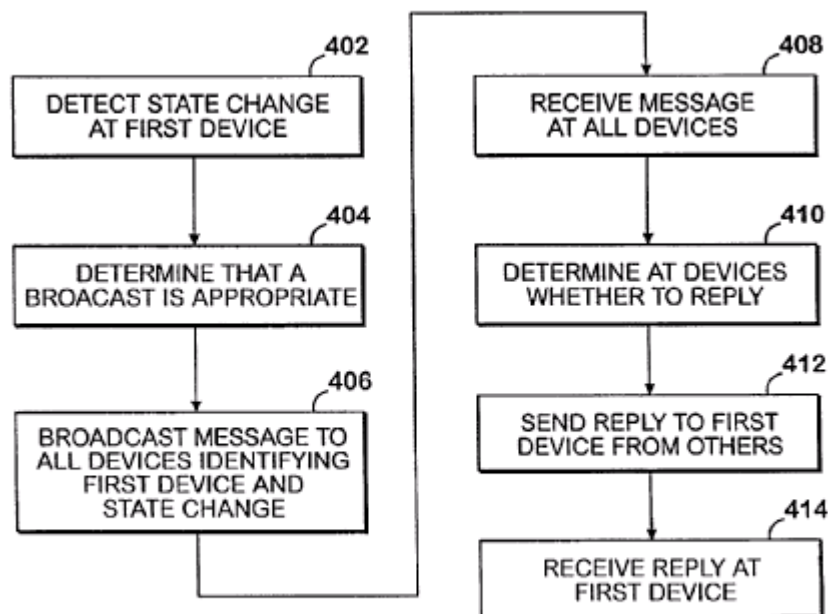 402
DETECT STATE CHANGE
AT FIRST DEVICE
404
DETERMINE THAT A
BROACAST IS APPROPRIATE
406
BROADCAST MESSAGE TO
ALL DEVICES IDENTIFYING
FIRST DEVICE AND
STATE CHANGE
408
RECEIVE MESSAGE
AT ALL DEVICES
410
DETERMINE AT DEVICES
WHETHER TO REPLY
412
SEND REPLY TO FIRST
DEVICE FROM OTHERS
414
RECEIVE REPLY AT
FIRST DEVICE